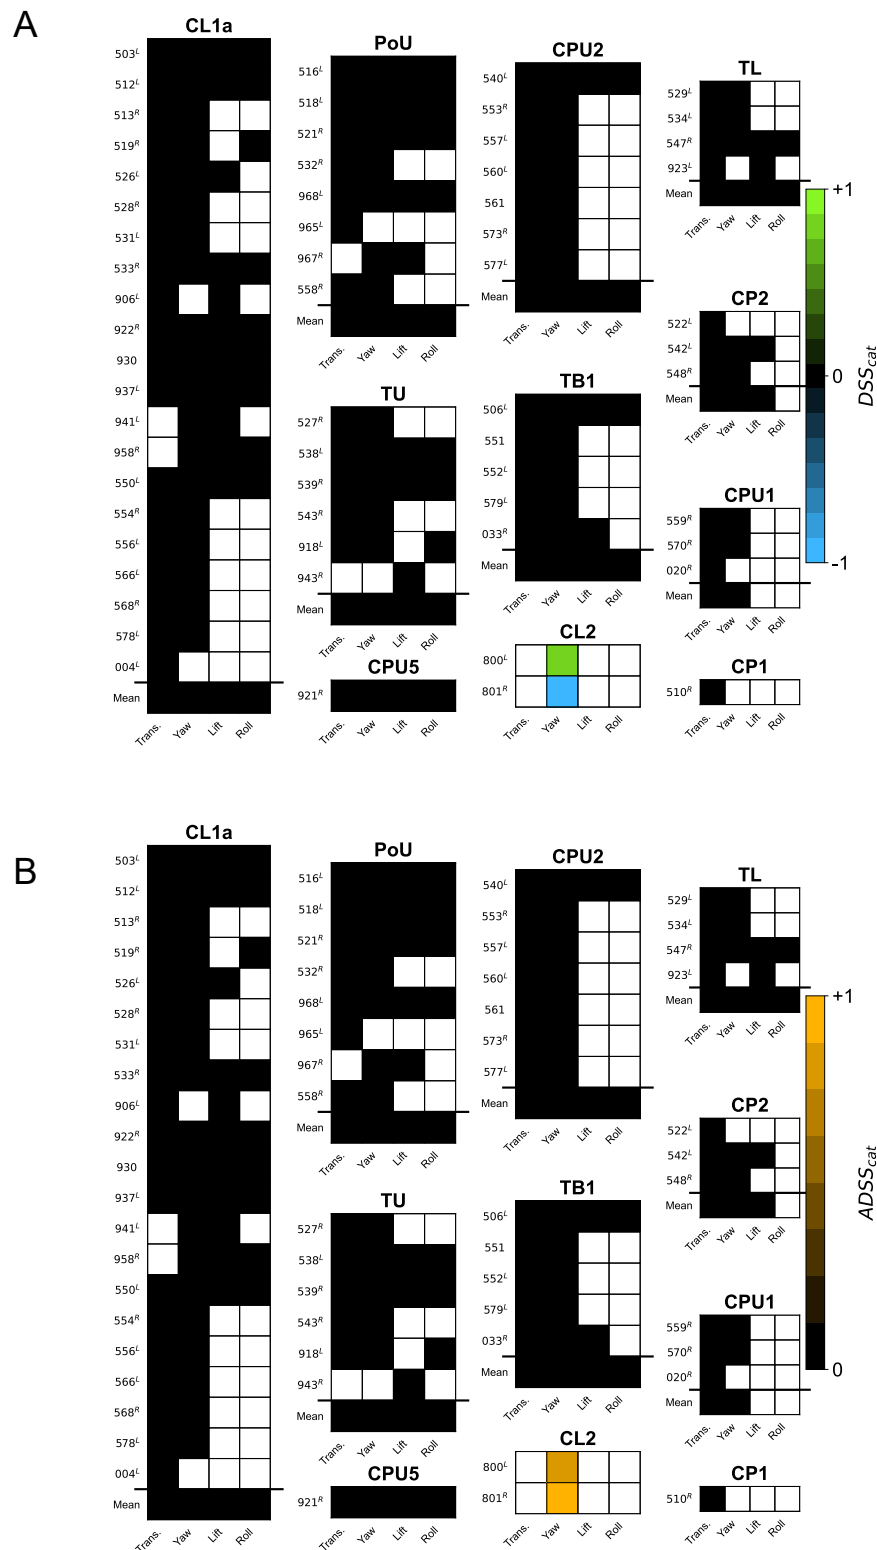 A
CL1a
503L
512L
513R
519R
526L
528R
531L
533R
906L
922R
930
937L
941L
958R
550L
554R
556L
566L
568R
578L
004L
Mean
Trans. Yaw Lift Roll
PoU
516L
518L
521R
532R
968L
965L
967R
558R
Mean
Trans. Yaw Lift Roll
TU
527R
538L
539R
543R
918L
943R
Mean
Trans. Yaw Lift Roll
CPU5
921R
Trans. Yaw Lift Roll
CPU2
540L
553R
557L
560L
561
573R
577L
Mean
Trans. Yaw Lift Roll
TB1
506L
551
552L
579L
033R
Mean
Trans. Yaw Lift Roll
CL2
800L
801R
Trans. Yaw Lift Roll
TL
529L
534L
547R
923L
Mean
Trans. Yaw Lift Roll
CP2
522L
542L
548R
Mean
Trans. Yaw Lift Roll
CPU1
559R
570R
020R
Mean
Trans. Yaw Lift Roll
CP1
510R
Trans. Yaw Lift Roll
+1
0
-1
DSScat
B
CL1a
503L
512L
513R
519R
526L
528R
531L
533R
906L
922R
930
937L
941L
958R
550L
554R
556L
566L
568R
578L
004L
Mean
Trans. Yaw Lift Roll
PoU
516L
518L
521R
532R
968L
965L
967R
558R
Mean
Trans. Yaw Lift Roll
TU
527R
538L
539R
543R
918L
943R
Mean
Trans. Yaw Lift Roll
CPU5
921R
Trans. Yaw Lift Roll
CPU2
540L
553R
557L
560L
561
573R
577L
Mean
Trans. Yaw Lift Roll
TB1
506L
551
552L
579L
033R
Mean
Trans. Yaw Lift Roll
CL2
800L
801R
Trans. Yaw Lift Roll
TL
529L
534L
547R
923L
Mean
Trans. Yaw Lift Roll
CP2
522L
542L
548R
Mean
Trans. Yaw Lift Roll
CPU1
559R
570R
020R
Mean
Trans. Yaw Lift Roll
CP1
510R
Trans. Yaw Lift Roll
+1
0
ADSScat